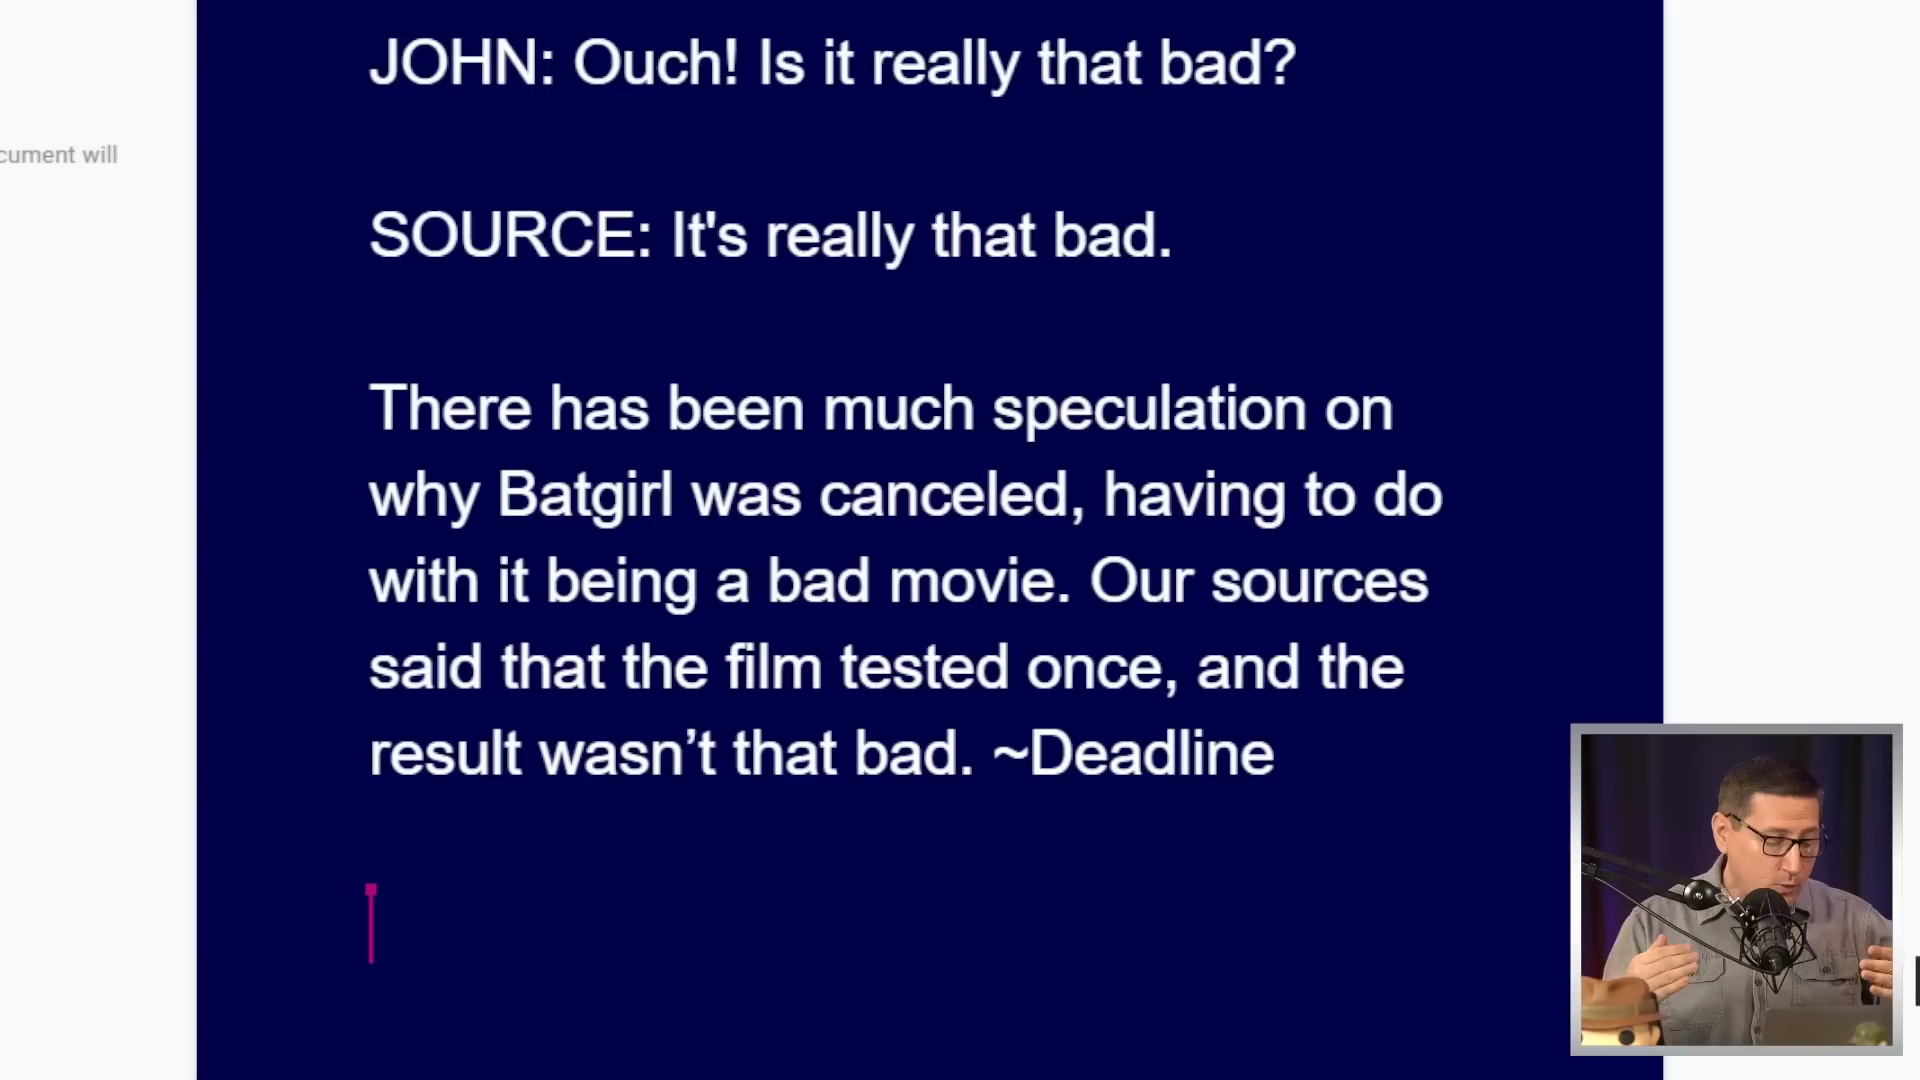 JOHN: Ouch! Is it really that bad?
cument will
SOURCE: It's really that bad.
There has been much speculation on
why Batgirl was canceled, having to do
with it being a bad movie. Our sources
said that the film tested once, and the
result wasn’t that bad. ~Deadline